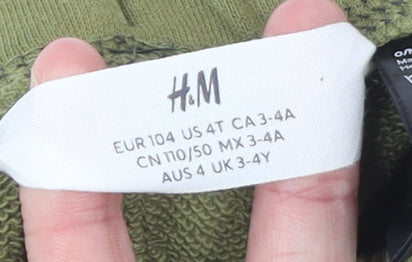 H&M
EUR 104 US 4T CA 3-4A
CN 110/50 MX 3-4A
AUS 4 UK 3-4Y